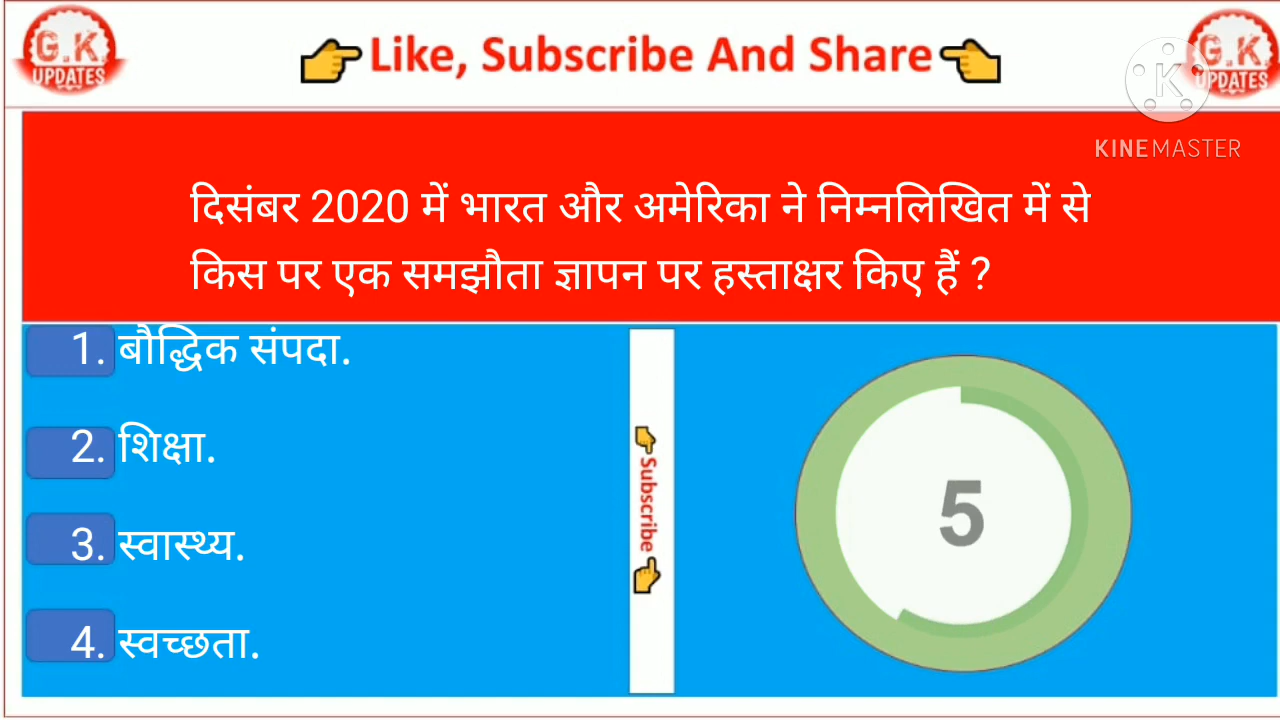 G.K.
UPDATES
Like, Subscribe And Share
G.K.
UPDATES
K
KINEMASTER
दिसंबर 2020 में भारत और अमेरिका ने निम्नलिखित में से
किस पर एक समझौता ज्ञापन पर हस्ताक्षर किए हैं ?
1. बौद्धिक संपदा.
2. शिक्षा.
3. स्वास्थ्य.
4. स्वच्छता.
Subscribe
5